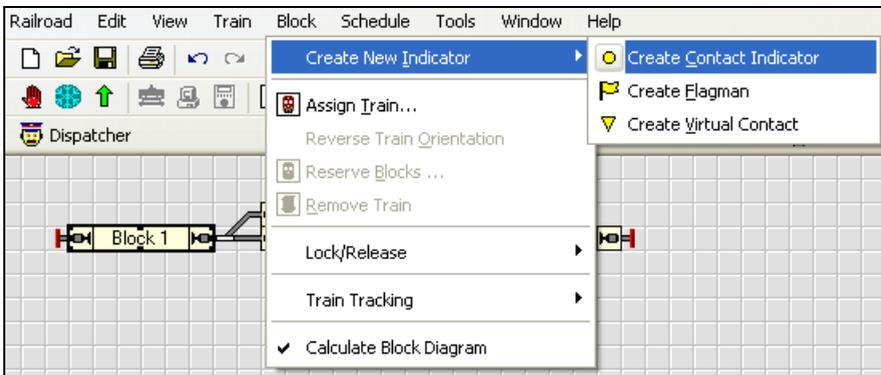 Railroad Edit View Train Block Schedule Tools Window Help
Create New Indicator
Create Contact Indicator
Create Flagman
Create Virtual Contact
Assign Train...
Reverse Train Orientation
Reserve Blocks ...
Remove Train
Lock/Release
Train Tracking
Calculate Block Diagram
Dispatcher
Block 1